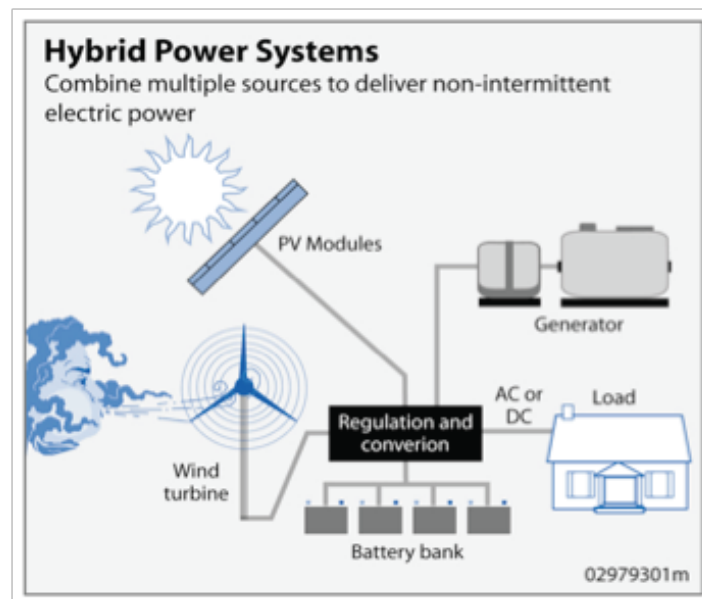 Hybrid Power Systems
Combine multiple sources to deliver non-intermittent
electric power
PV Modules
Generator
AC or
DC
Load
Regulation and
converion
Wind
turbine
Battery bank
02979301m